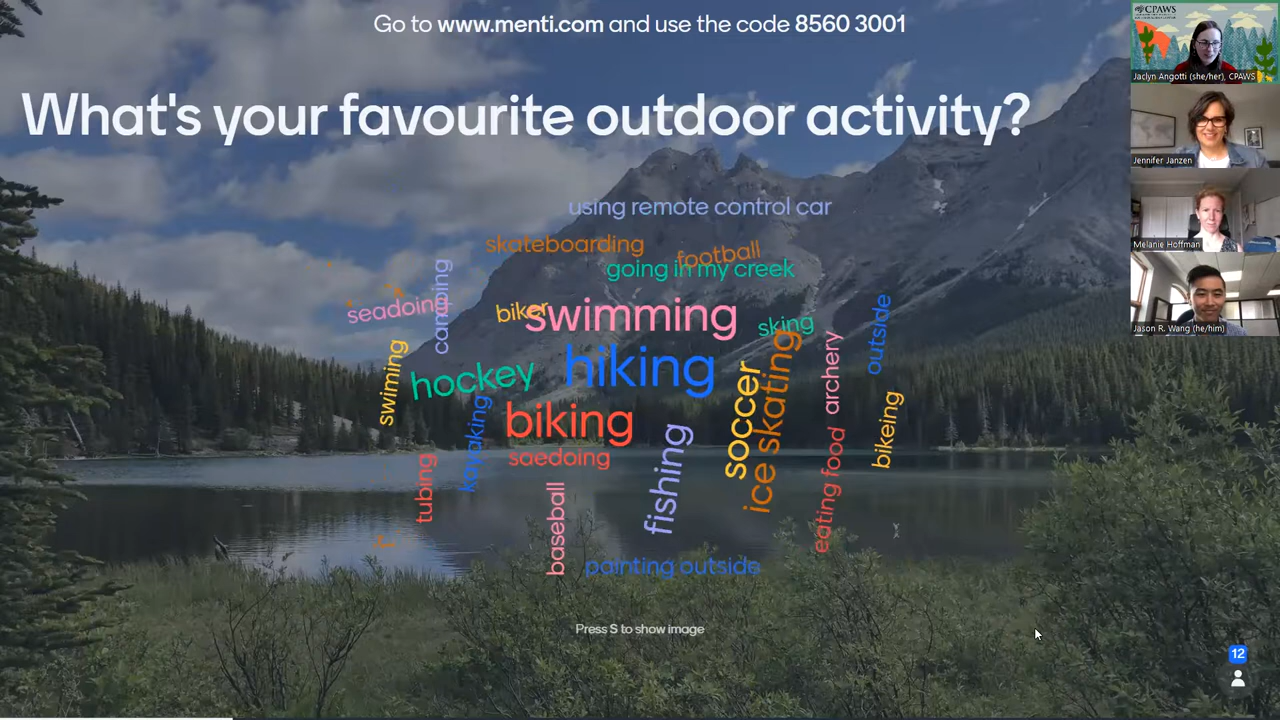 Go to www.menti.com and use the code 8560 3001
What's your favourite outdoor activity?
using remote control car
skateboarding
football
going in my creek
camping
seadoing
biker
swimming
sking
outside
swiming
hockey
hiking
soccer
ice skating
archery
kayaking
biking
bikeing
saedoing
fishing
eating food
tubing
baseball
painting outside
Press S to show image
12
CPAWS
Jaclyn Angotti (she/her), CPAWS
Jennifer Janzen
Melanie Hoffman
Jason R. Wang (he/him)